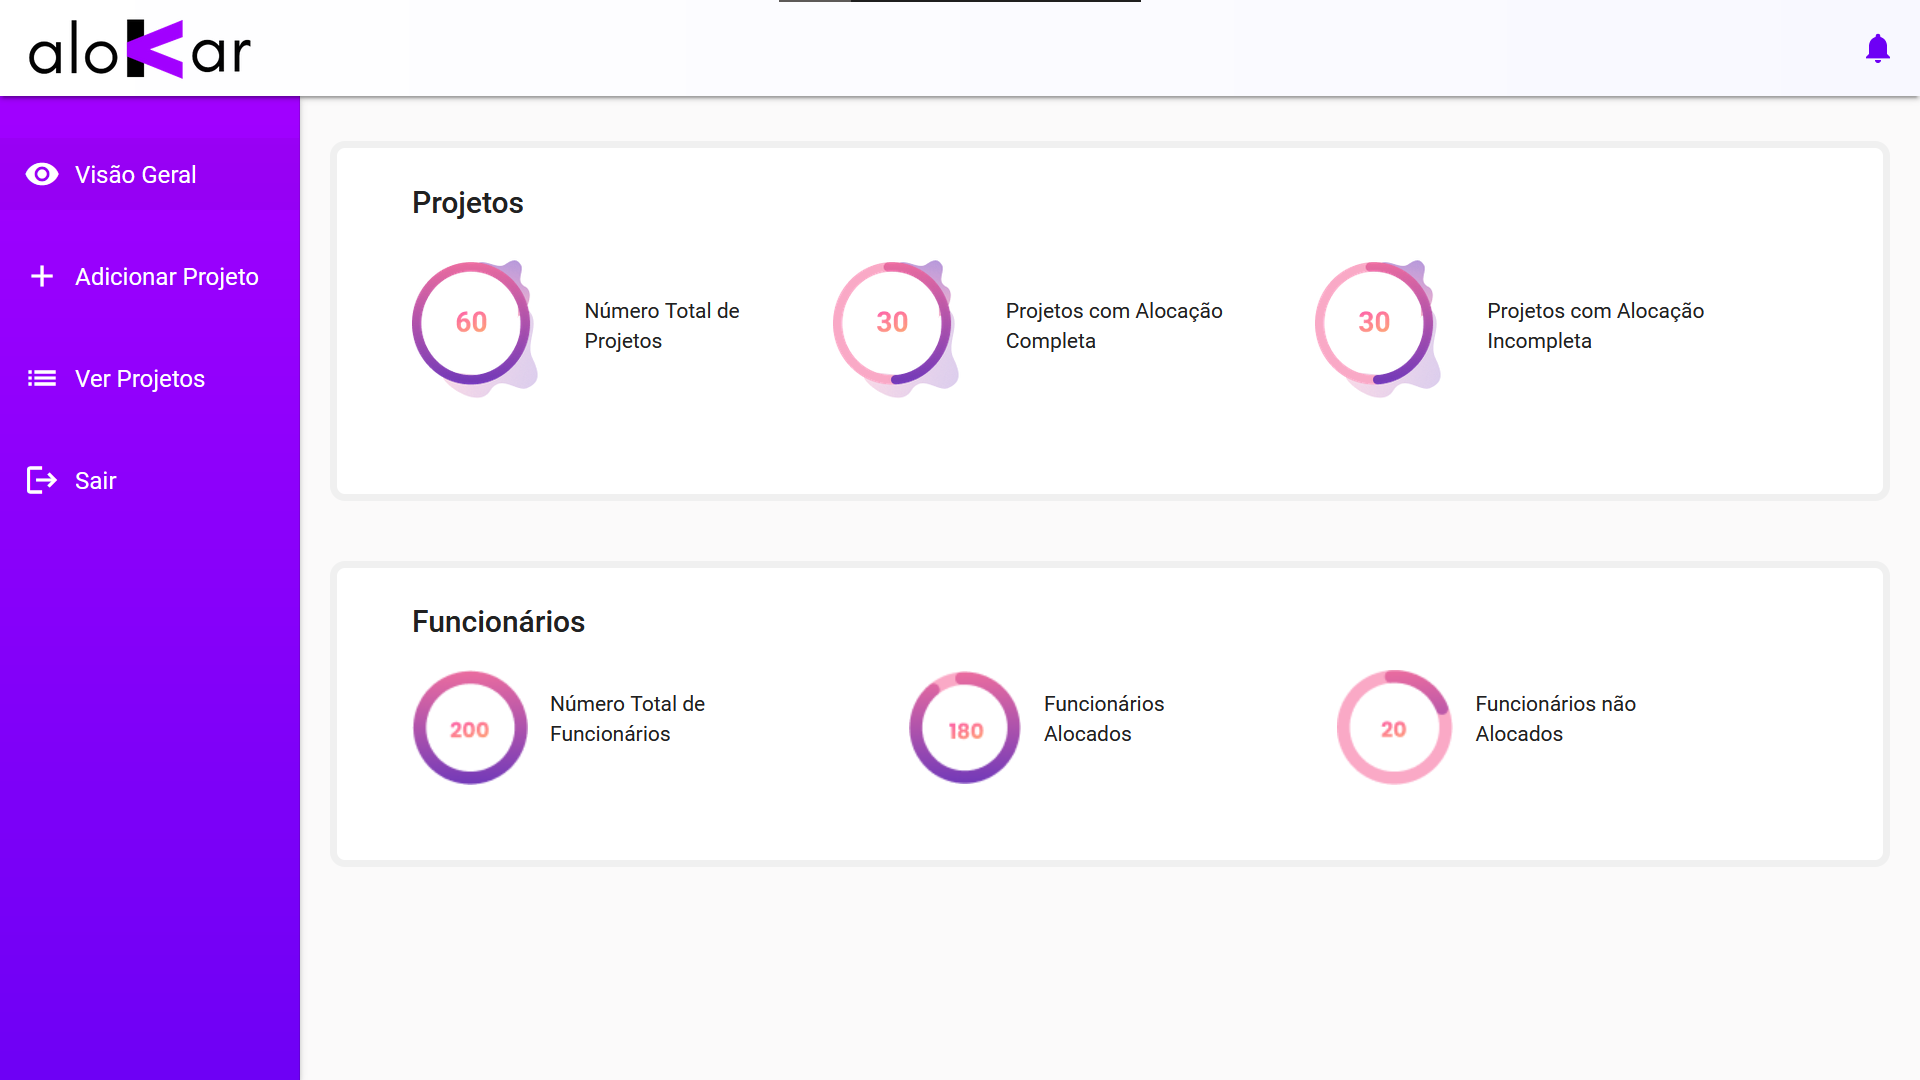 alokar
Visão Geral
Adicionar Projeto
Ver Projetos
Sair
Projetos
60
Número Total de
Projetos
30
Projetos com Alocação
Completa
30
Projetos com Alocação
Incompleta
Funcionários
200
Número Total de
Funcionários
180
Funcionários
Alocados
20
Funcionários não
Alocados